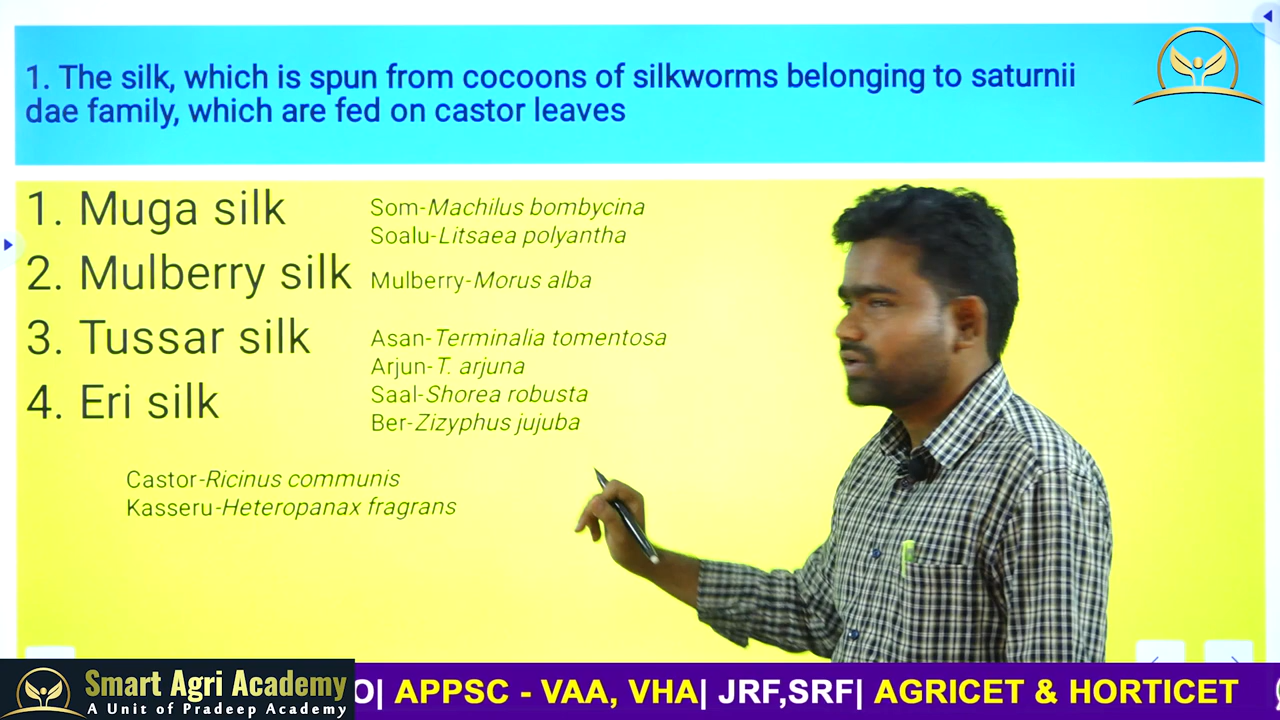 1. The silk, which is spun from cocoons of silkworms belonging to saturnii
dae family, which are fed on castor leaves
1. Muga silk
Som-Machilus bombycina
Soalu-Litsaea polyantha
2. Mulberry silk
Mulberry-Morus alba
3. Tussar silk
Asan-Terminalia tomentosa
Arjun-T. arjuna
Saal-Shorea robusta
Ber-Zizyphus jujuba
4. Eri silk
Castor-Ricinus communis
Kasseru-Heteropanax fragrans
Smart Agri Academy
A Unit of Pradeep Academy
O| APPSC - VAA, VHA| JRF,SRF| AGRICET & HORTICET